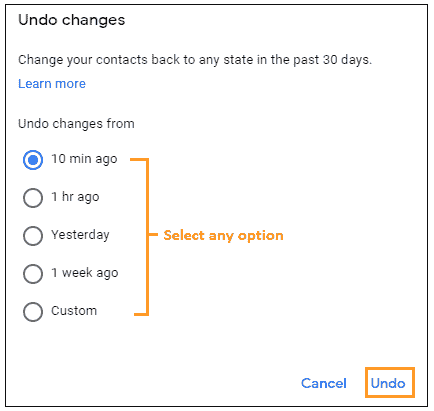 Undo changes
Change your contacts back to any state in the past 30 days.
Learn more
Undo changes from
10 min ago
1 hr ago
Yesterday
Select any option
1 week ago
Custom
Cancel Undo